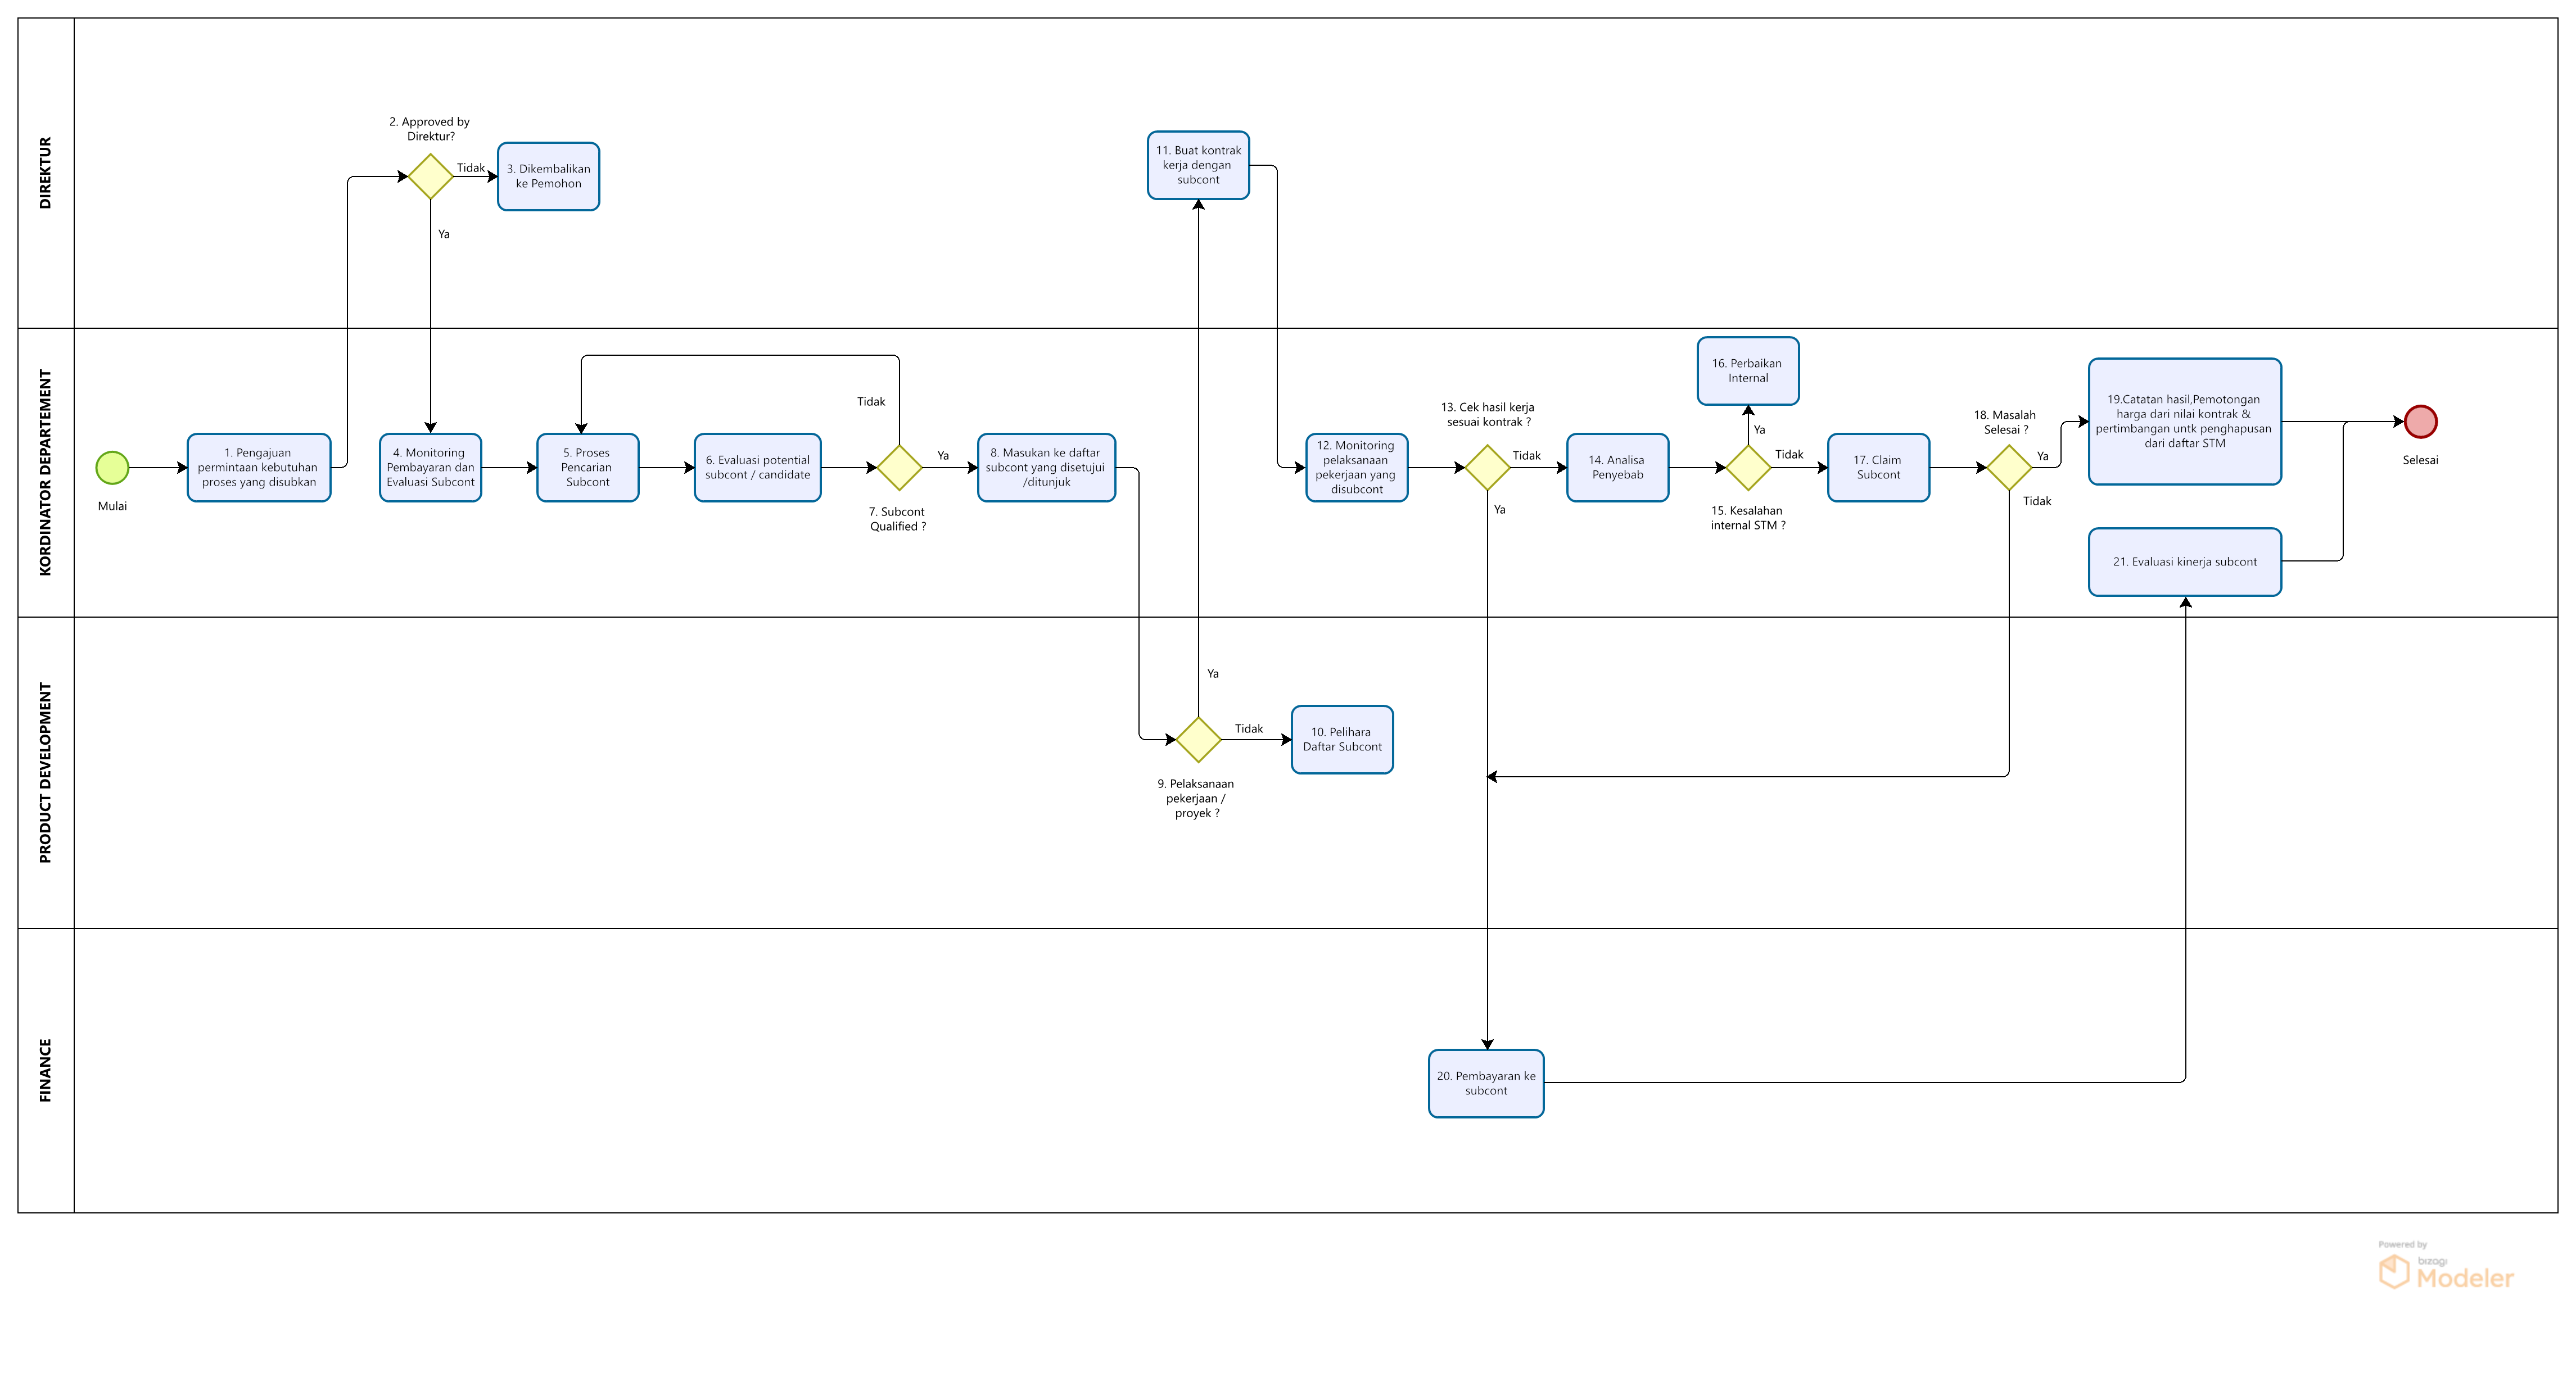 DIREKTUR
2. Approved by
Direktur?
Tidak
3. Dikembalikan
ke Pemohon
Ya
11. Buat kontrak
kerja dengan
subcont
KORDINATOR DEPARTEMENT
Mulai
1. Pengajuan
permintaan kebutuhan
proses yang disubkan
4. Monitoring
Pembayaran dan
Evaluasi Subcont
5. Proses
Pencarian
Subcont
6. Evaluasi potential
subcont / candidate
Tidak
7. Subcont
Qualified ?
Ya
8. Masukan ke daftar
subcont yang disetujui
/ditunjuk
12. Monitoring
pelaksanaan
pekerjaan yang
disubcont
13. Cek hasil kerja
sesuai kontrak ?
Tidak
Ya
14. Analisa
Penyebab
16. Perbaikan
Internal
Ya
15. Kesalahan
internal STM ?
Tidak
17. Claim
Subcont
18. Masalah
Selesai ?
Ya
Tidak
19.Catatan hasil,Pemotongan
harga dari nilai kontrak &
pertimbangan untk penghapusan
dari daftar STM
21. Evaluasi kinerja subcont
Selesai
PRODUCT DEVELOPMENT
Ya
9. Pelaksanaan
pekerjaan /
proyek ?
Tidak
10. Pelihara
Daftar Subcont
FINANCE
20. Pembayaran ke
subcont
Powered by
bizagi
Modeler